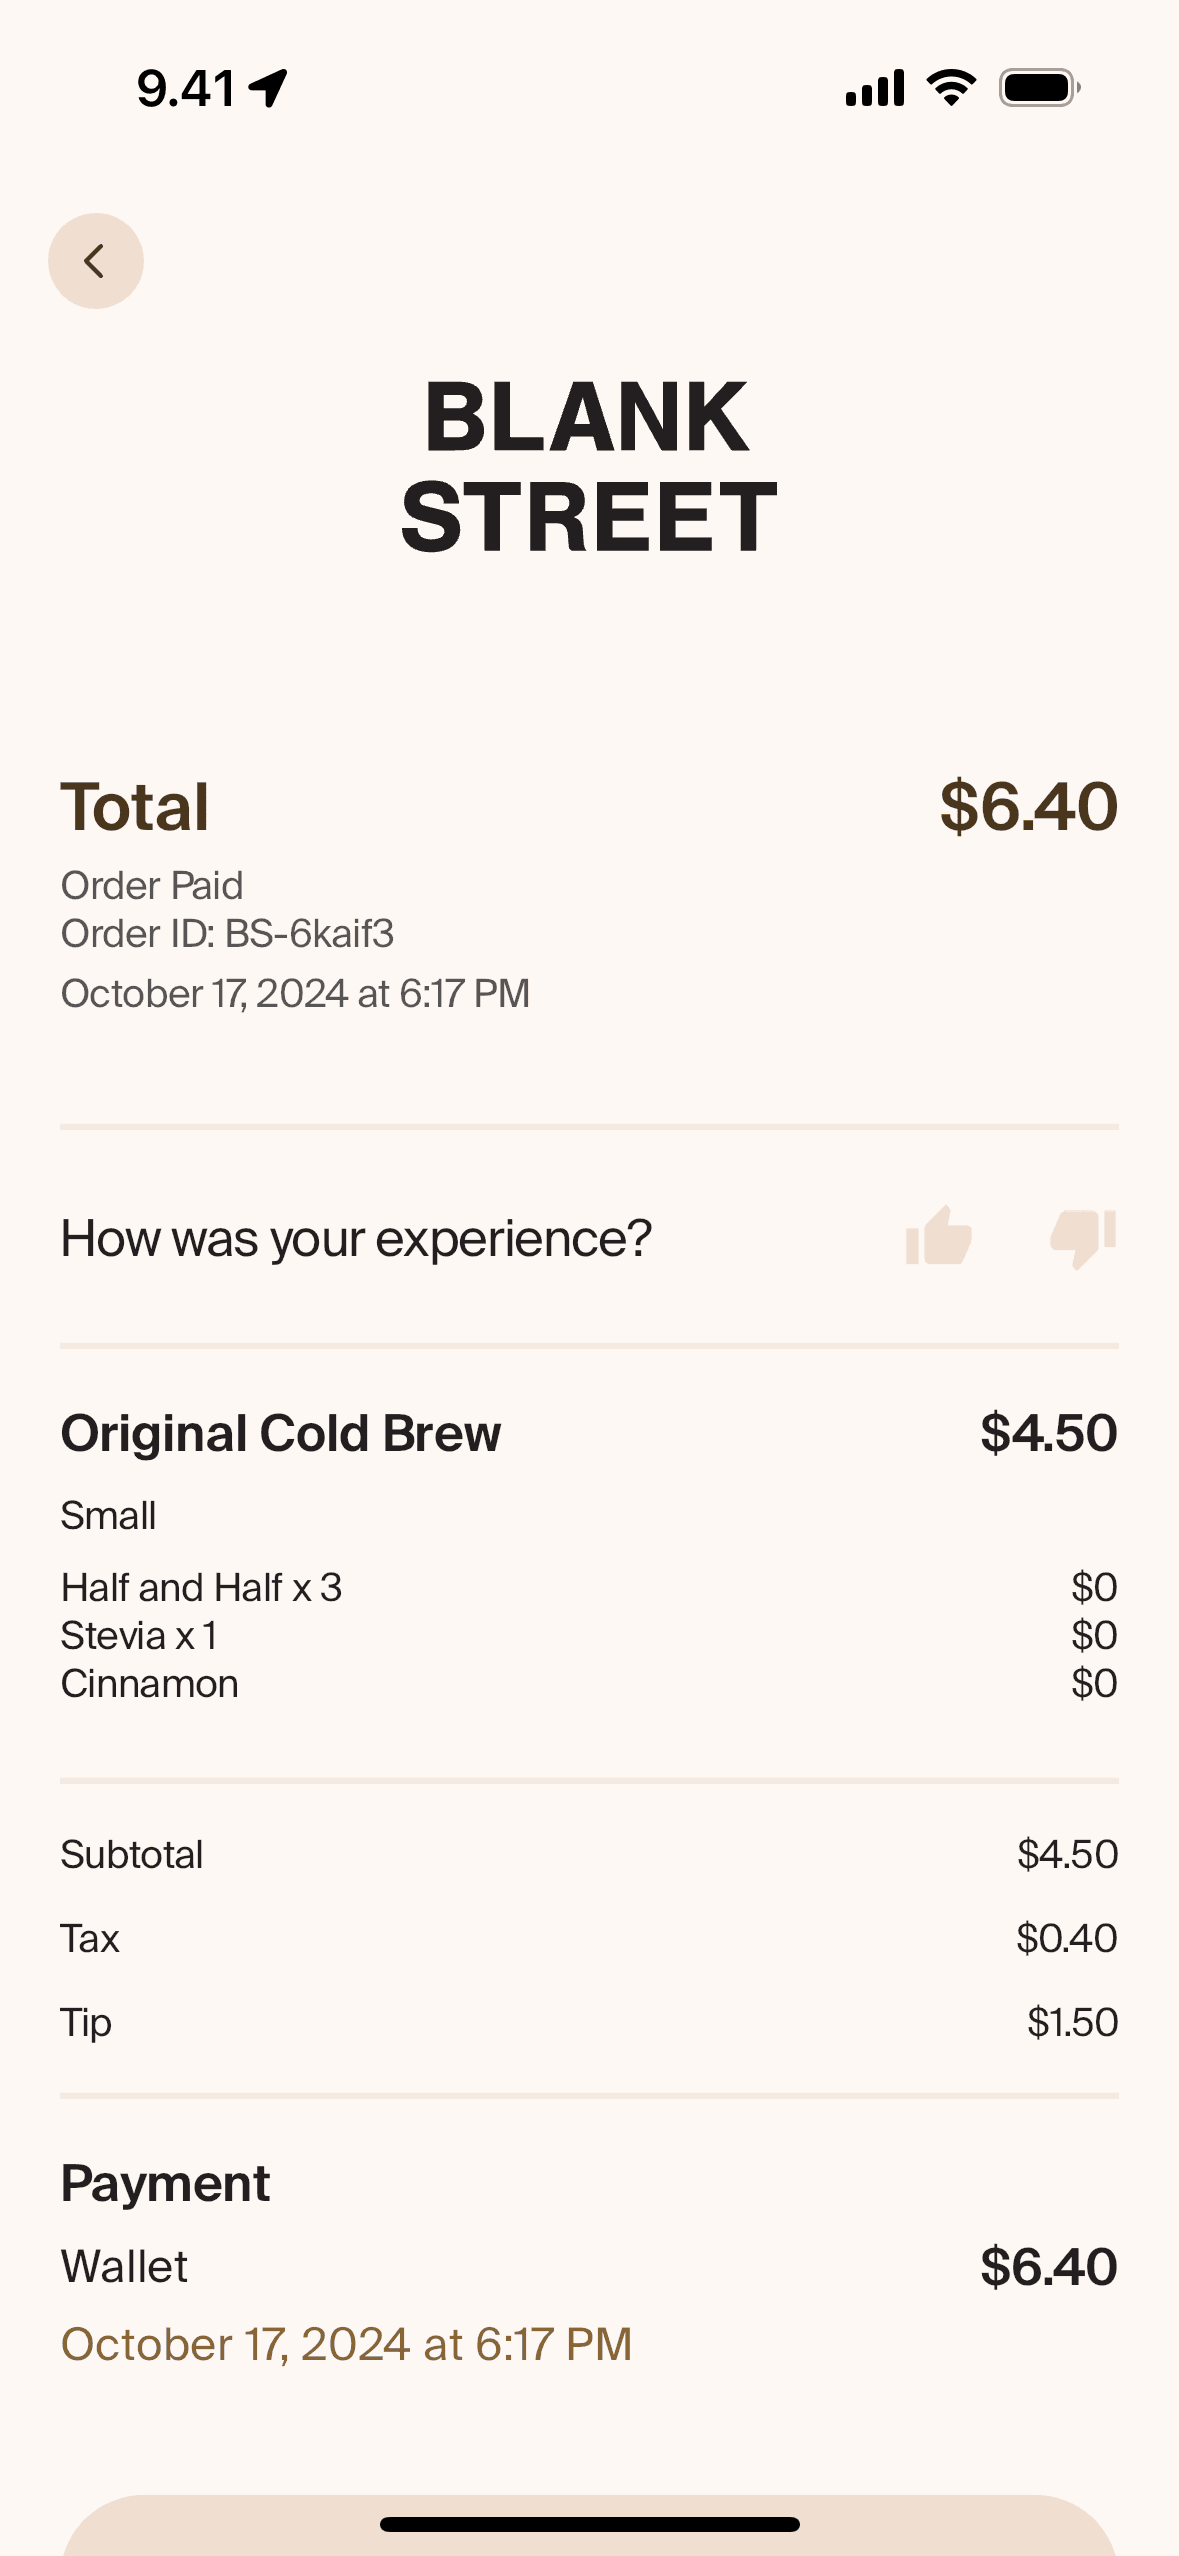 9.41
BLANK
STREET
Total $6.40
Order Paid
Order ID: BS-6kaif3
October 17, 2024 at 6:17 PM
How was your experience?
Original Cold Brew $4.50
Small
Half and Half x 3 $0
Stevia x 1 $0
Cinnamon $0
Subtotal $4.50
Tax $0.40
Tip $1.50
Payment
Wallet $6.40
October 17, 2024 at 6:17 PM